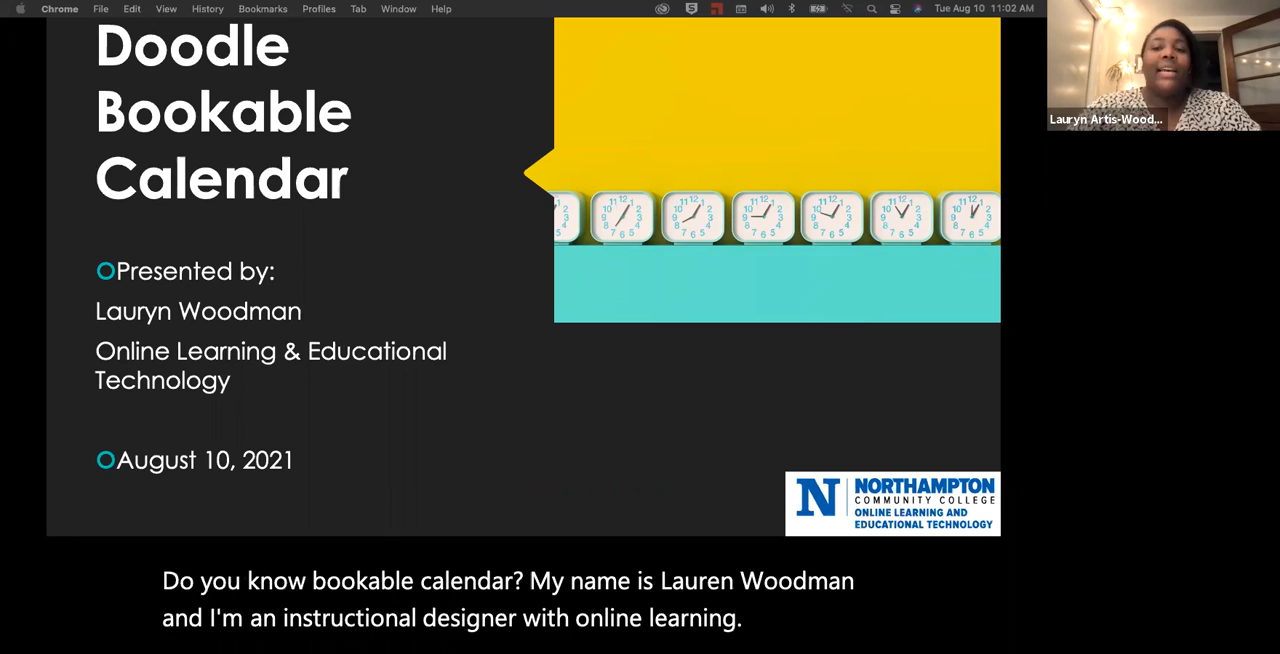 Chrome File Edit View History Bookmarks Profiles Tab Window Help Tue Aug 10 11:02 AM
Doodle
Bookable
Calendar
Presented by:
Lauryn Woodman
Online Learning & Educational
Technology
August 10, 2021
Lauryn Artis-Wood...
N NORTHAMPTON
COMMUNITY COLLEGE
ONLINE LEARNING AND
EDUCATIONAL TECHNOLOGY
Do you know bookable calendar? My name is Lauren Woodman
and I'm an instructional designer with online learning.